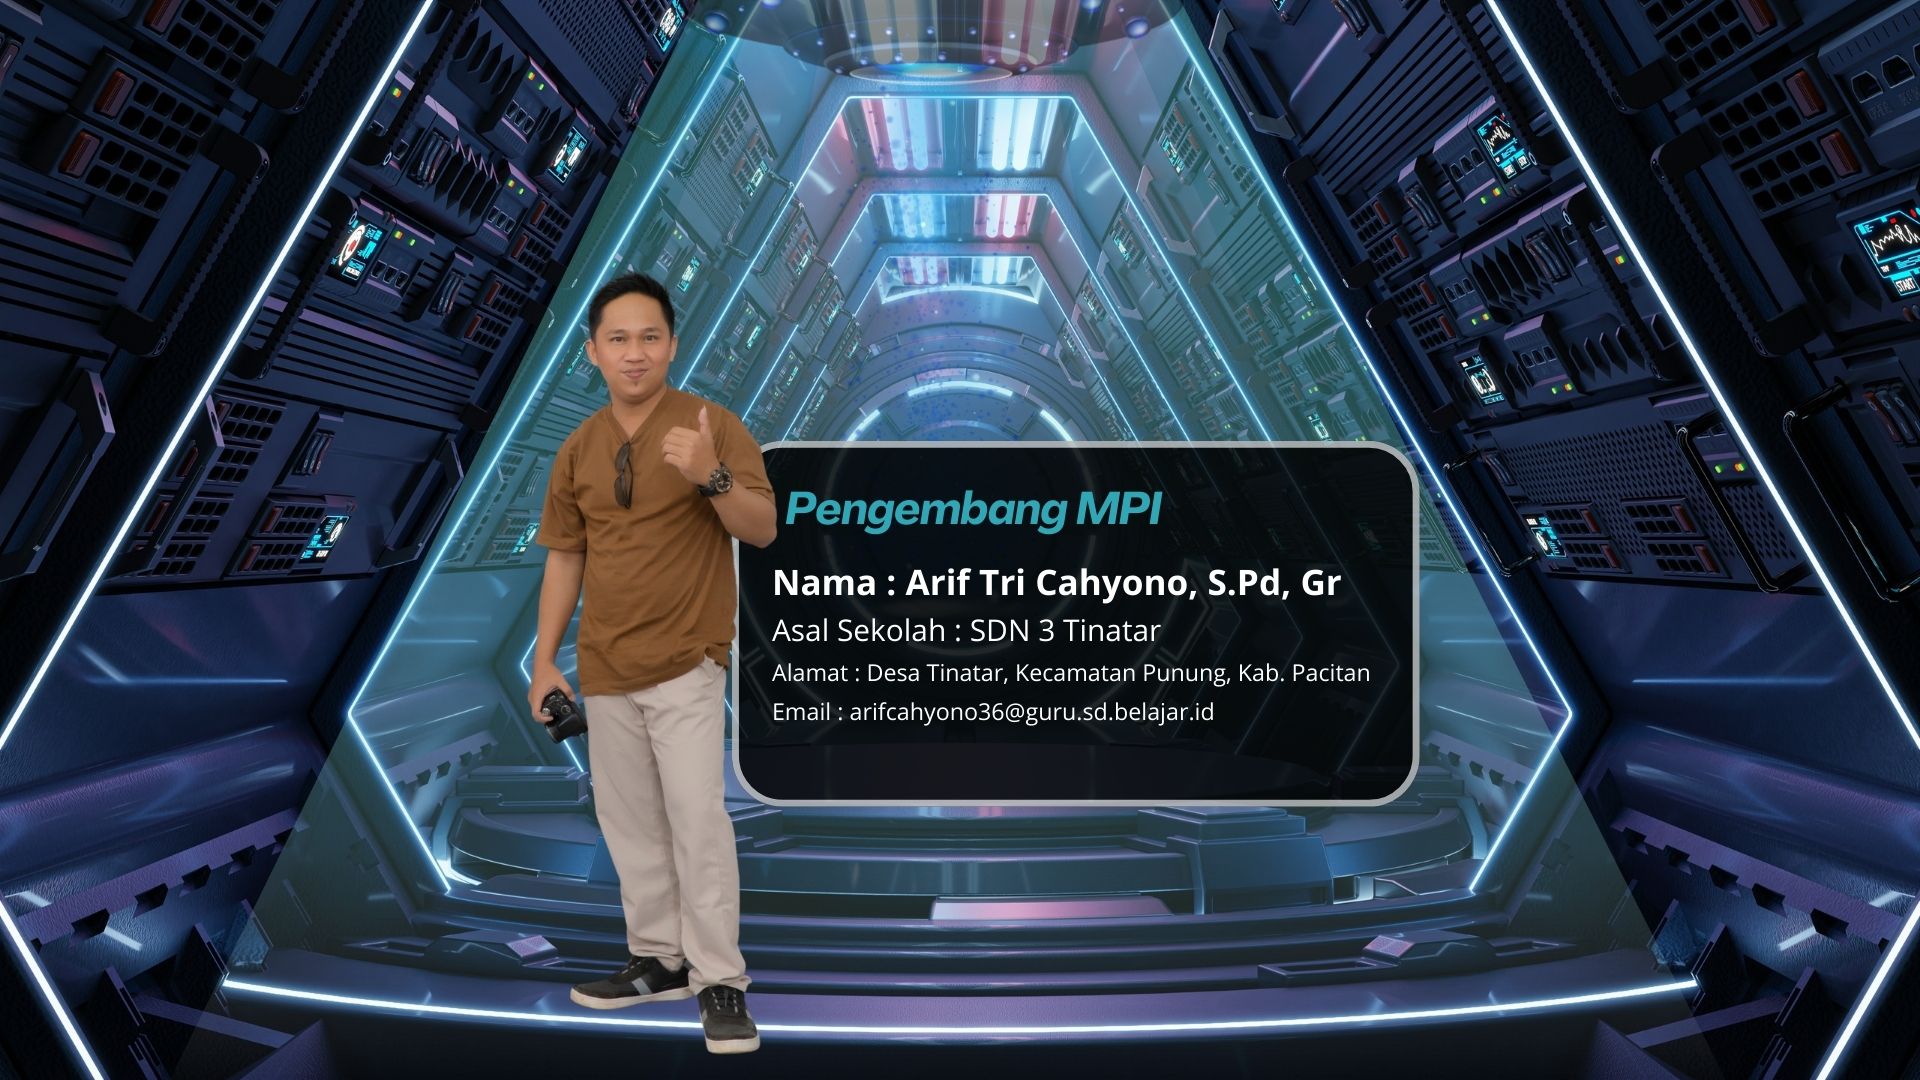 Pengembang MPI
Nama : Arif Tri Cahyono, S.Pd, Gr
Asal Sekolah : SDN 3 Tinatar
Alamat : Desa Tinatar, Kecamatan Punung, Kab. Pacitan
Email : arifcahyono36@guru.sd.belajar.id
START